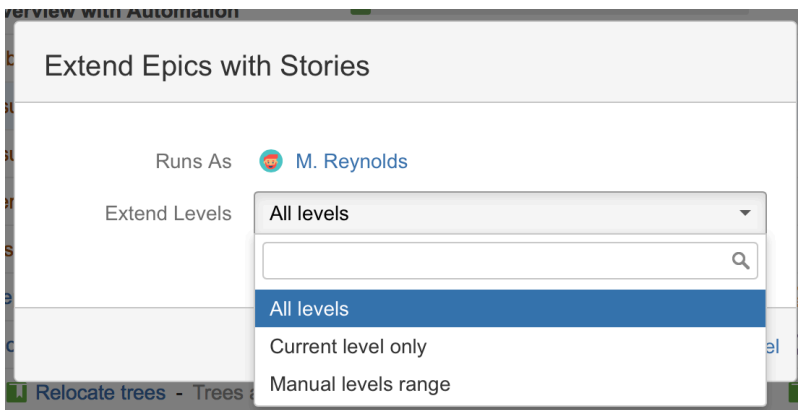 verview with Automation
Extend Epics with Stories
Runs As M. Reynolds
Extend Levels All levels
All levels
Current level only
Manual levels range
Relocate trees - Trees